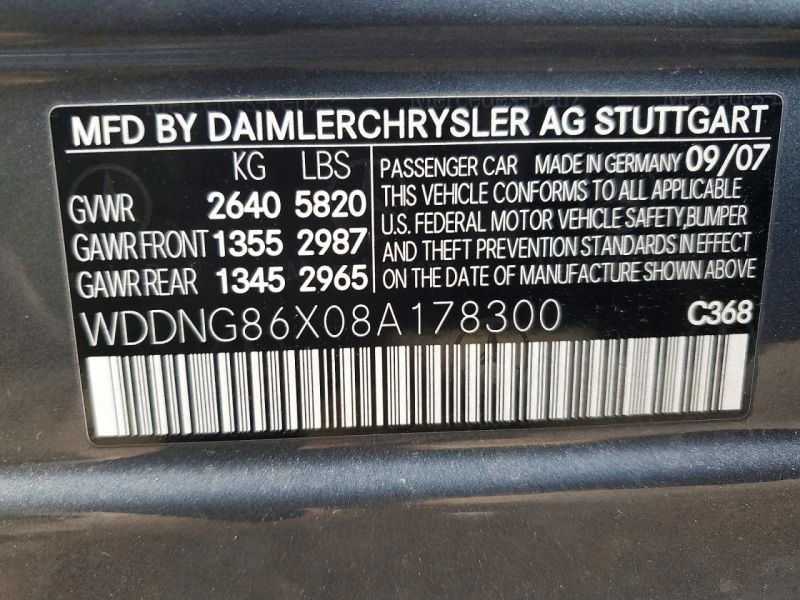 MFD BY DAIMLERCHRYSLER AG STUTTGART
KG LBS
GVWR 2640 5820
GAWR FRONT 1355 2987
GAWR REAR 1345 2965
PASSENGER CAR MADE IN GERMANY 09/07
THIS VEHICLE CONFORMS TO ALL APPLICABLE
U.S. FEDERAL MOTOR VEHICLE SAFETY,BUMPER
AND THEFT PREVENTION STANDARDS IN EFFECT
ON THE DATE OF MANUFACTURE SHOWN ABOVE
WDDNG86X08A178300 C368